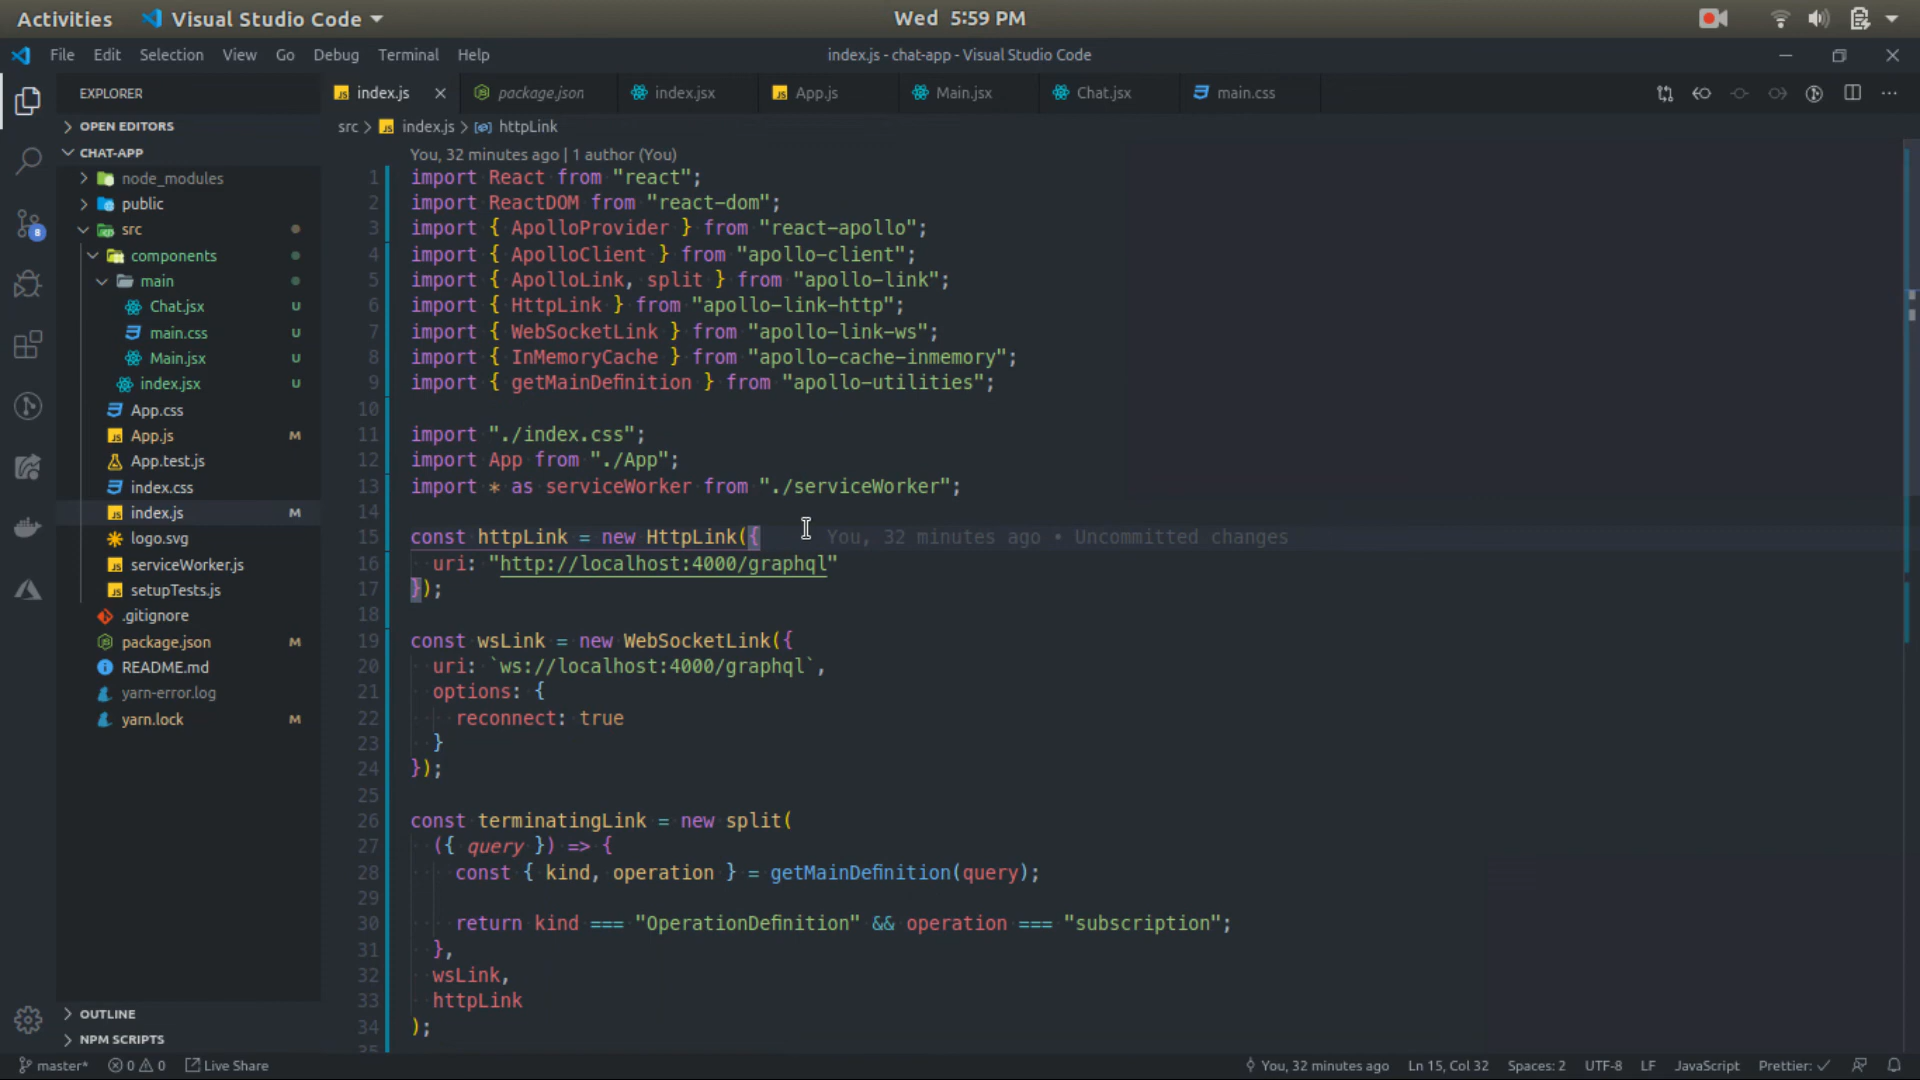 Activities Visual Studio Code Wed 5:59 PM
File Edit Selection View Go Debug Terminal Help index.js - chat-app - Visual Studio Code
EXPLORER
OPEN EDITORS
CHAT-APP
node_modules
public
src
components
main
Chat.jsx U
main.css U
Main.jsx U
index.jsx U
App.css
App.js M
App.test.js
index.css
index.js M
logo.svg
serviceWorker.js
setupTests.js
.gitignore
package.json M
README.md
yarn-error.log
yarn.lock M
OUTLINE
NPM SCRIPTS
8
index.js package.json index.jsx App.js Main.jsx Chat.jsx main.css
src > index.js > httpLink
You, 32 minutes ago | 1 author (You)
1 import React from "react";
2 import ReactDOM from "react-dom";
3 import { ApolloProvider } from "react-apollo";
4 import { ApolloClient } from "apollo-client";
5 import { ApolloLink, split } from "apollo-link";
6 import { HttpLink } from "apollo-link-http";
7 import { WebSocketLink } from "apollo-link-ws";
8 import { InMemoryCache } from "apollo-cache-inmemory";
9 import { getMainDefinition } from "apollo-utilities";
10
11 import "./index.css";
12 import App from "./App";
13 import * as serviceWorker from "./serviceWorker";
14
15 const httpLink = new HttpLink({ You, 32 minutes ago • Uncommitted changes
16 uri: "http://localhost:4000/graphql"
17 });
18
19 const wsLink = new WebSocketLink({
20 uri: `ws://localhost:4000/graphql`,
21 options: {
22 reconnect: true
23 }
24 });
25
26 const terminatingLink = new split(
27 ({ query }) => {
28 const { kind, operation } = getMainDefinition(query);
29
30 return kind === "OperationDefinition" && operation === "subscription";
31 },
32 wsLink,
33 httpLink
34 );
35
master* 0 0 Live Share You, 32 minutes ago Ln 15, Col 32 Spaces: 2 UTF-8 LF JavaScript Prettier: ✓